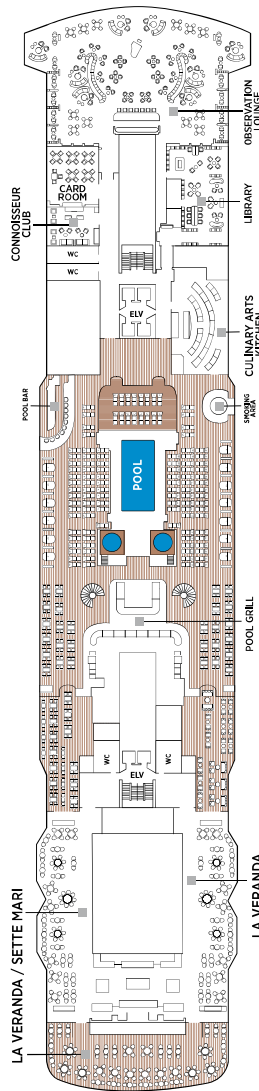 OBSERVATION
LOUNGE
CARD
ROOM
CONNOISSEUR
CLUB
LIBRARY
WC
WC
ELV
CULINARY ARTS
KITCHEN
POOL BAR
SMOKING
AREA
POOL
POOL GRILL
WC
ELV
WC
LA VERANDA
LA VERANDA / SETTE MARI